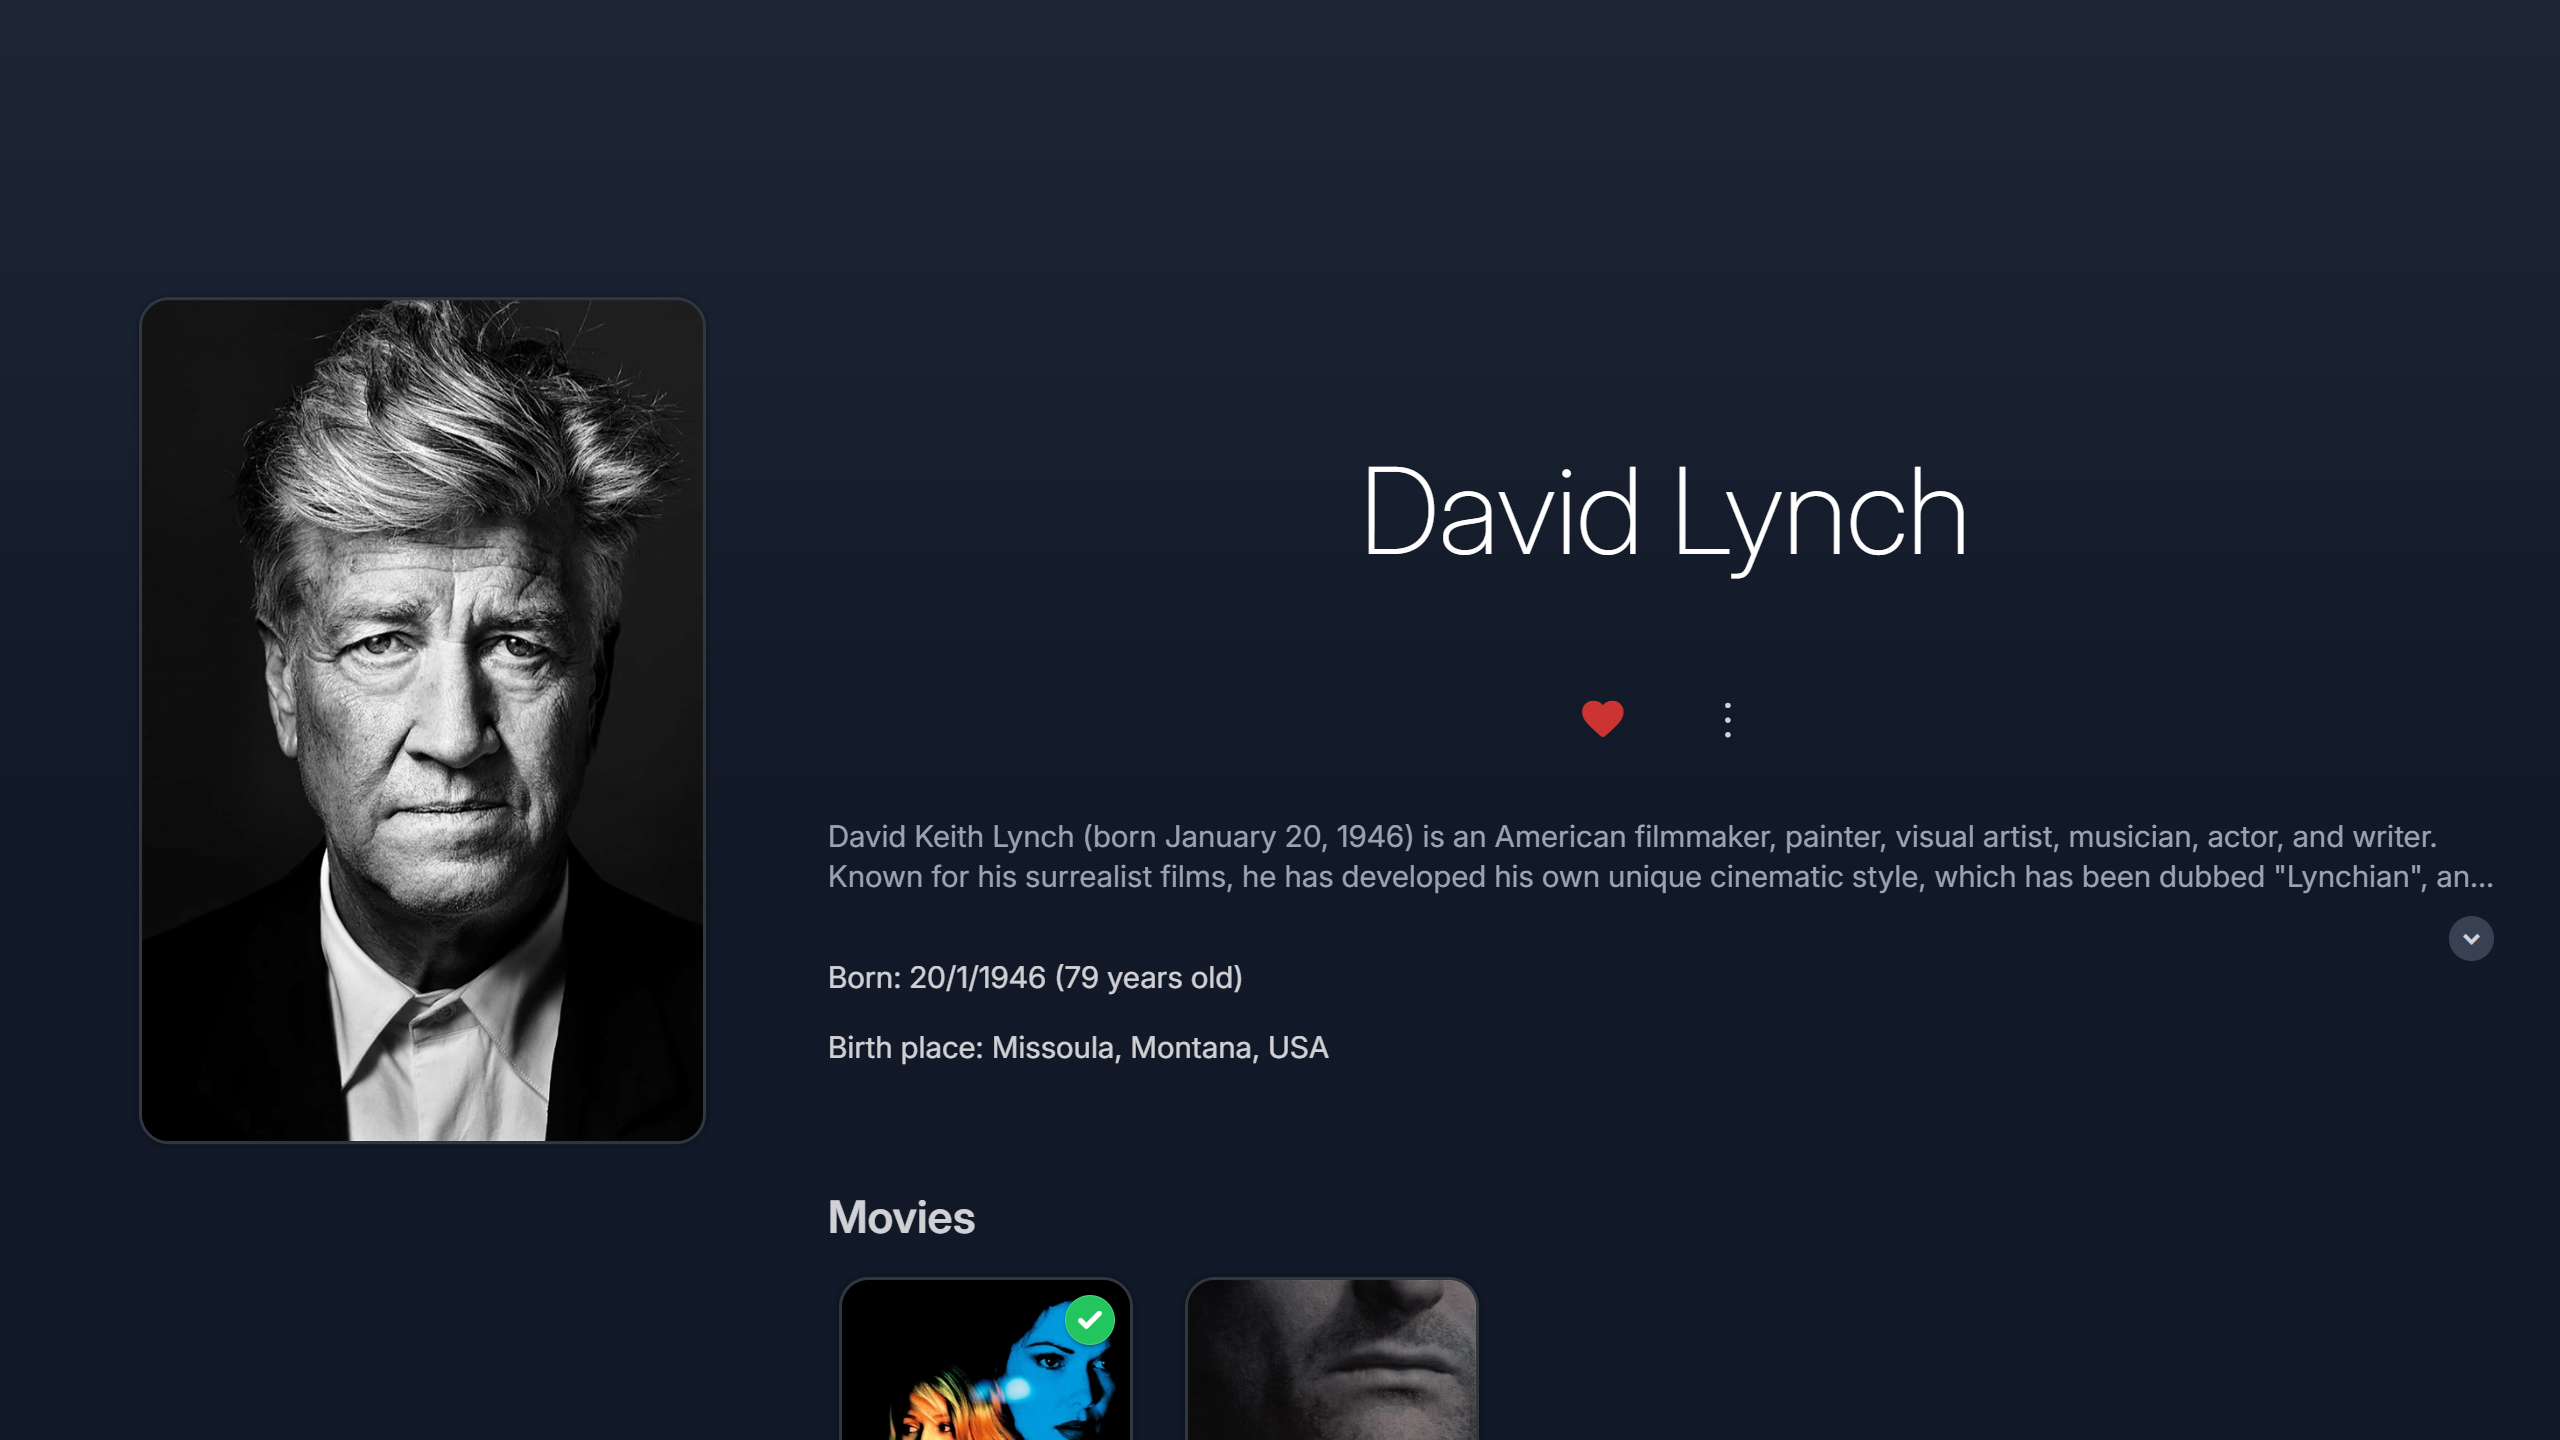 David Lynch
David Keith Lynch (born January 20, 1946) is an American filmmaker, painter, visual artist, musician, actor, and writer.
Known for his surrealist films, he has developed his own unique cinematic style, which has been dubbed "Lynchian", an...
Born: 20/1/1946 (79 years old)
Birth place: Missoula, Montana, USA
Movies